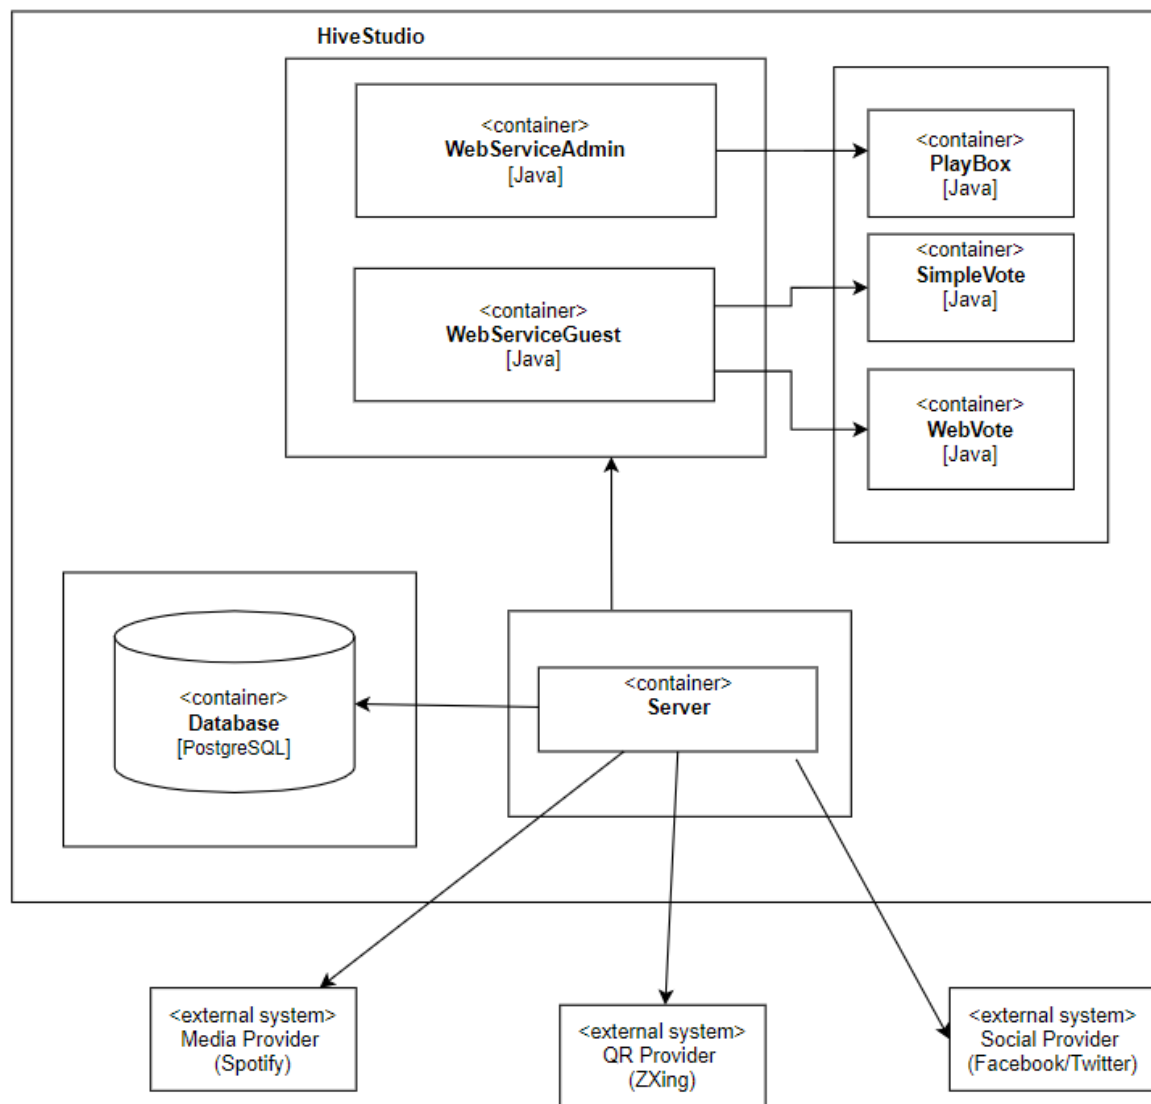 HiveStudio
<container>
WebServiceAdmin
[Java]
<container>
PlayBox
[Java]
<container>
SimpleVote
[Java]
<container>
WebServiceGuest
[Java]
<container>
WebVote
[Java]
<container>
Database
[PostgreSQL]
<container>
Server
<external system>
Media Provider
(Spotify)
<external system>
QR Provider
(ZXing)
<external system>
Social Provider
(Facebook/Twitter)